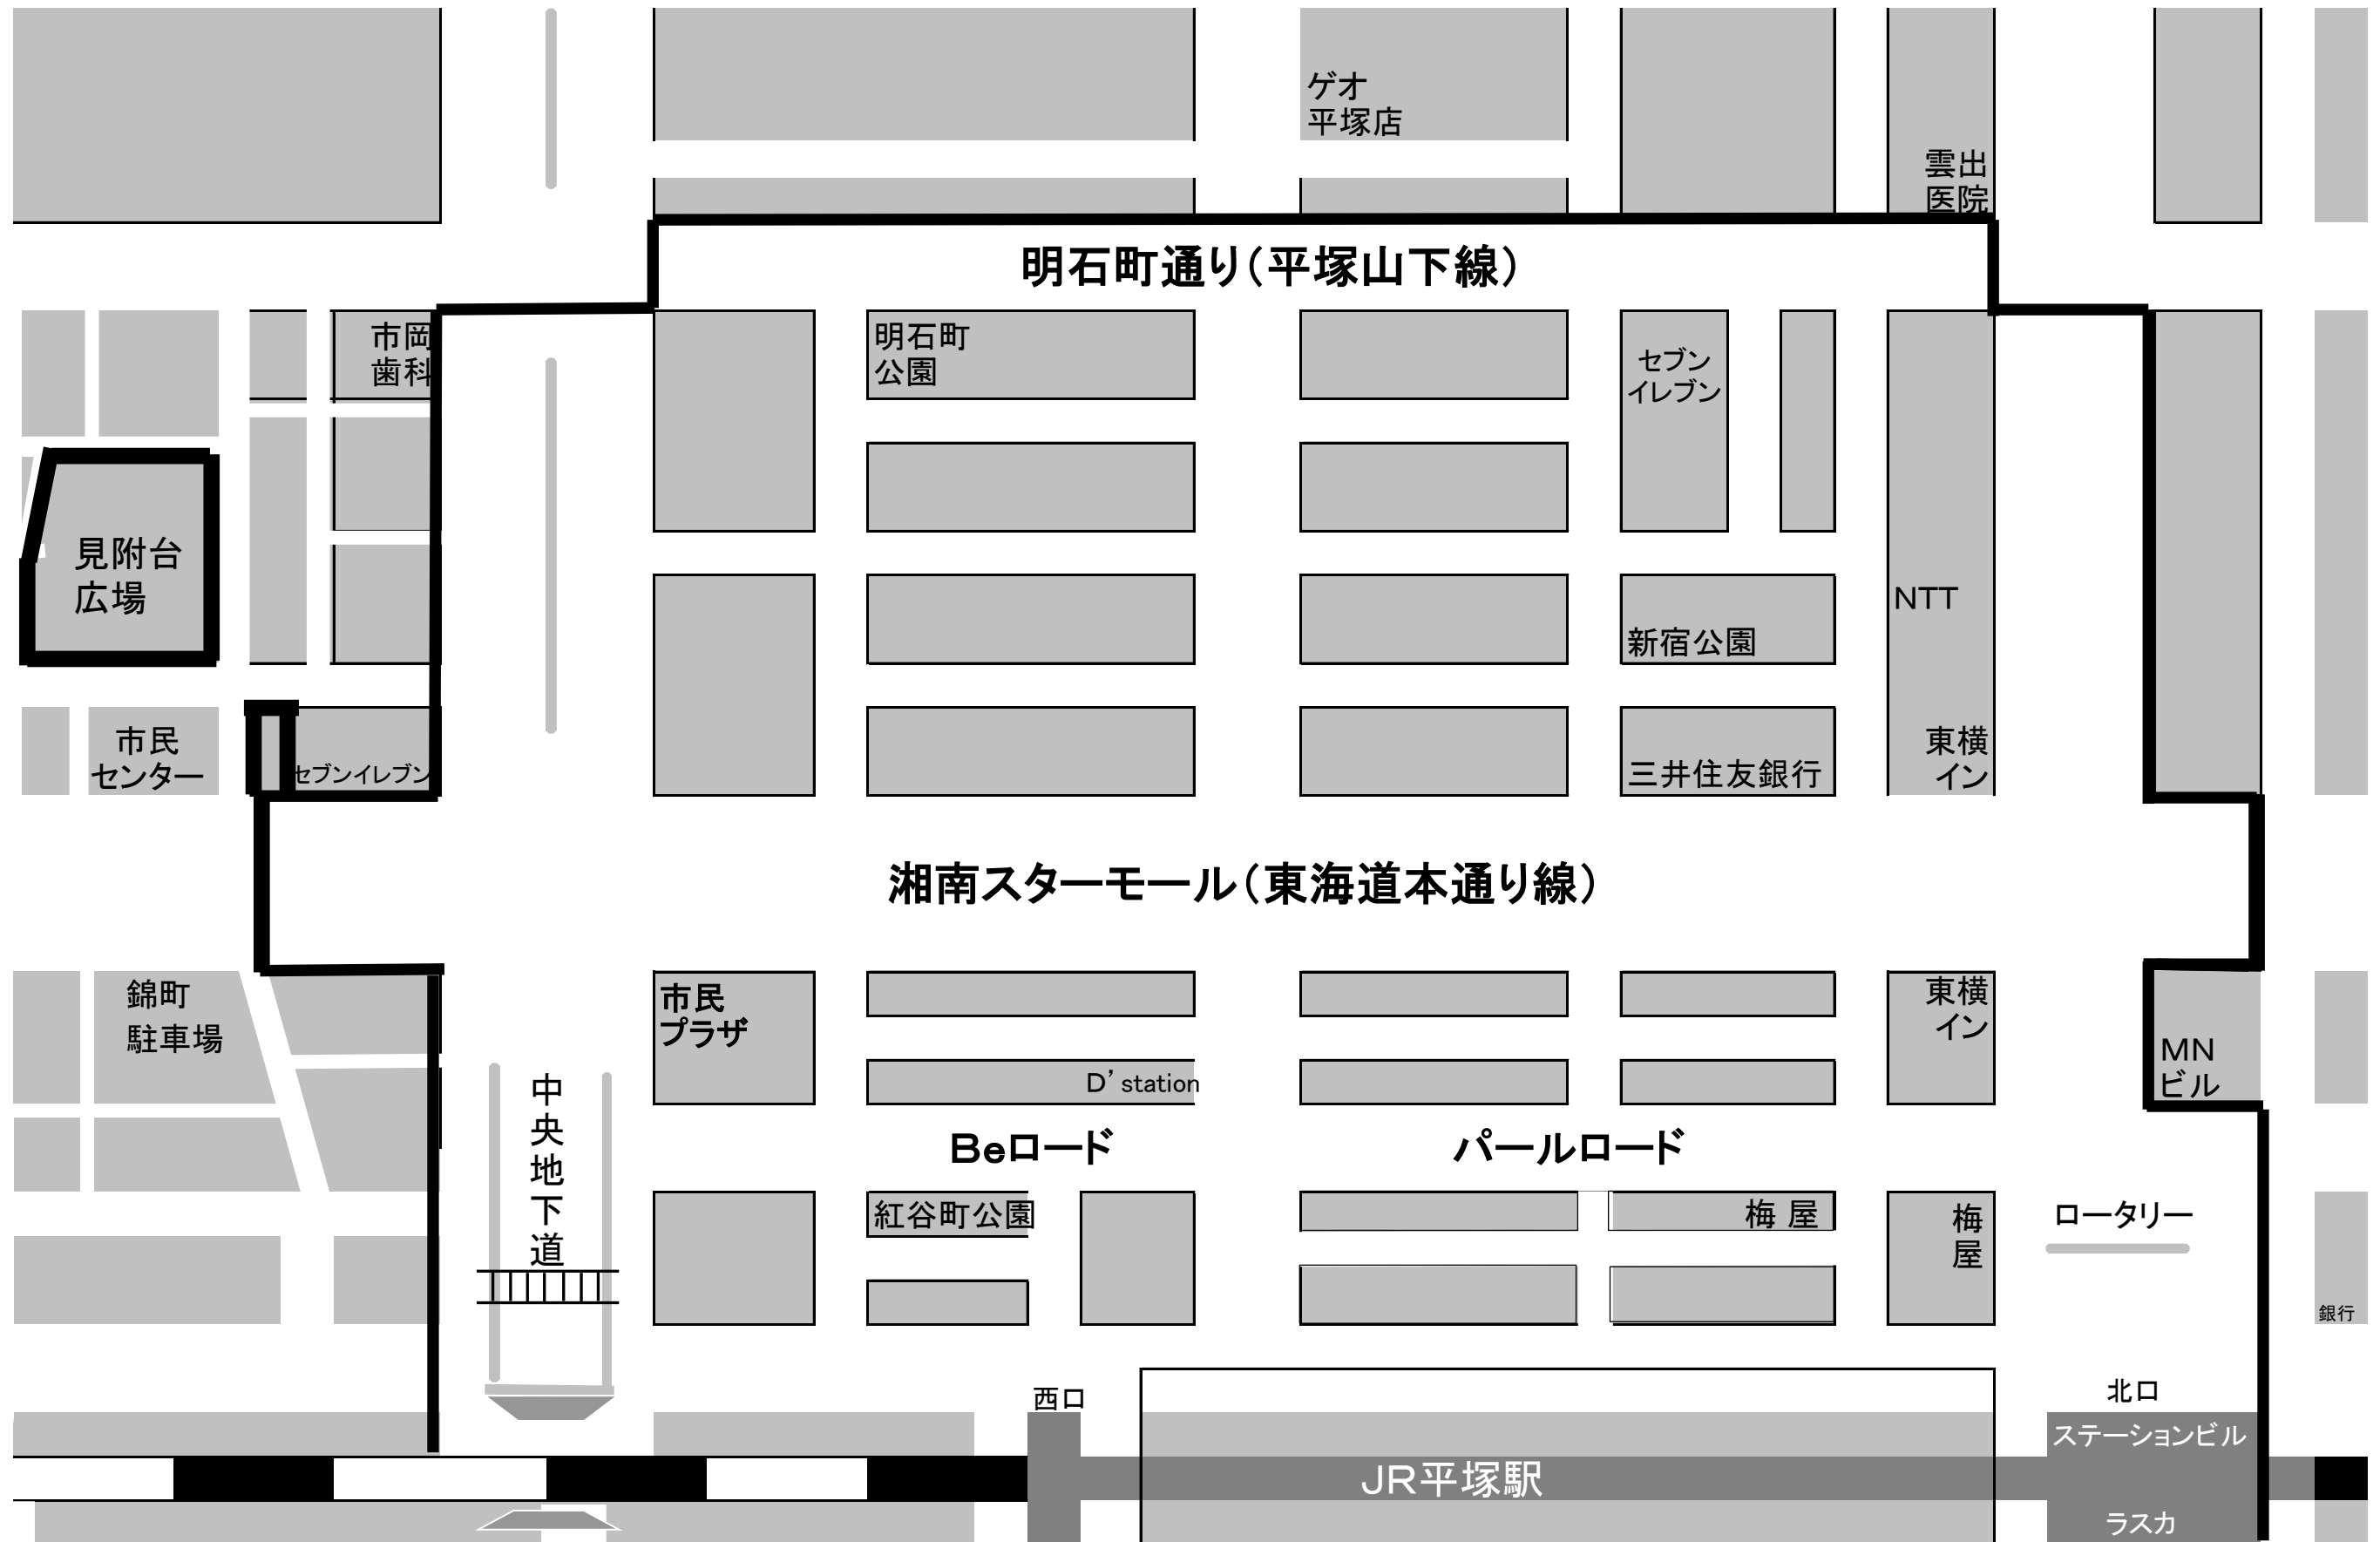 ゲオ
平塚店
雲出
医院
明石町通り(平塚山下線)
市岡
歯科
明石町
公園
セブン
イレブン
見附台
広場
NTT
新宿公園
市民
センター
セブンイレブン
三井住友銀行
東横
イン
湘南スターモール(東海道本通り線)
錦町
駐車場
市民
プラザ
東横
イン
MN
ビル
D’station
中央地下道
Beロード
パールロード
紅谷町公園
梅 屋
梅屋
ロータリー
銀行
西口
北口
ステーションビル
JR平塚駅
ラスカ